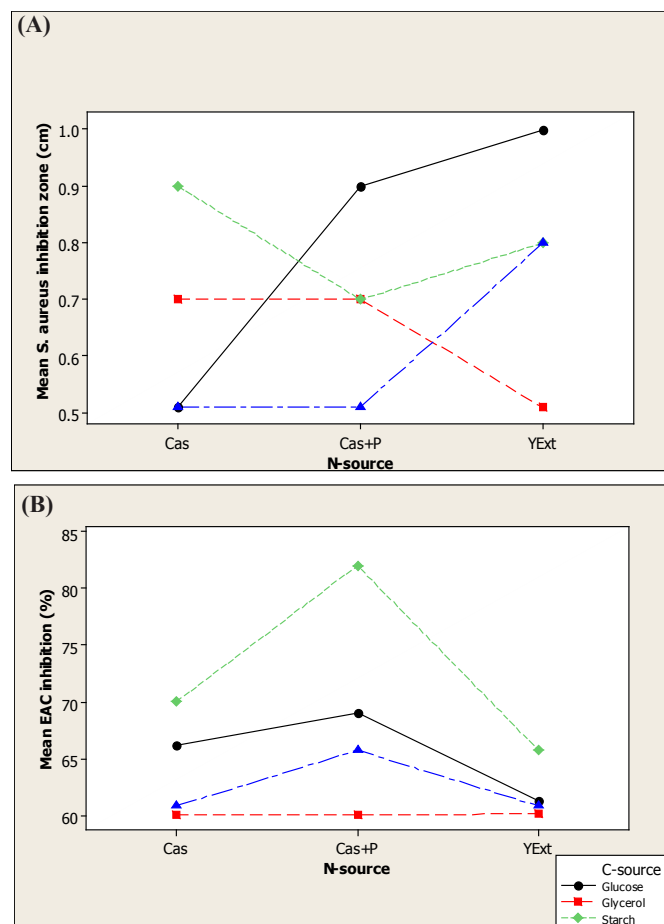 (A)
Mean S. aureus inhibition zone (cm)
1.0
0.9
0.8
0.7
0.6
0.5
Cas Cas+P YExt
N-source
(B)
Mean EAC inhibition (%)
85
80
75
70
65
60
Cas Cas+P YExt
N-source
C-source
Glucose
Glycerol
Starch